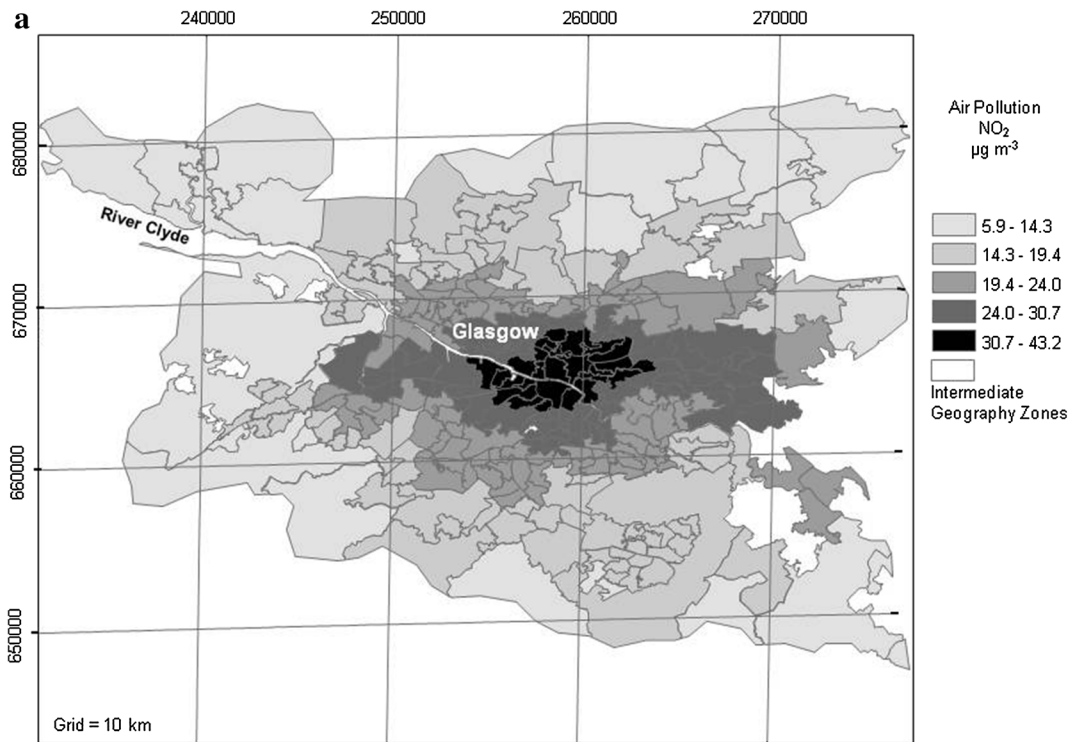 a
240000
250000
260000
270000
680000
670000
660000
650000
River Clyde
Glasgow
Grid = 10 km
Air Pollution
NO₂
µg m⁻³
5.9 - 14.3
14.3 - 19.4
19.4 - 24.0
24.0 - 30.7
30.7 - 43.2
Intermediate
Geography Zones